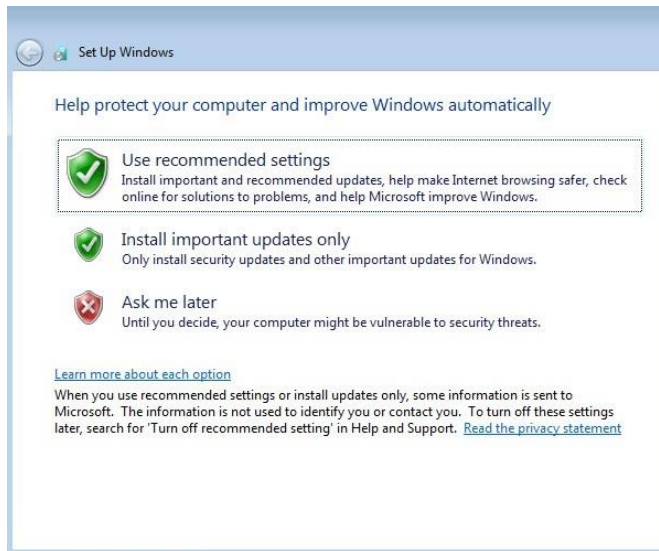 Set Up Windows
Help protect your computer and improve Windows automatically
Use recommended settings
Install important and recommended updates, help make Internet browsing safer, check
online for solutions to problems, and help Microsoft improve Windows.
Install important updates only
Only install security updates and other important updates for Windows.
Ask me later
Until you decide, your computer might be vulnerable to security threats.
Learn more about each option
When you use recommended settings or install updates only, some information is sent to
Microsoft. The information is not used to identify you or contact you. To turn off these settings
later, search for 'Turn off recommended setting' in Help and Support. Read the privacy statement